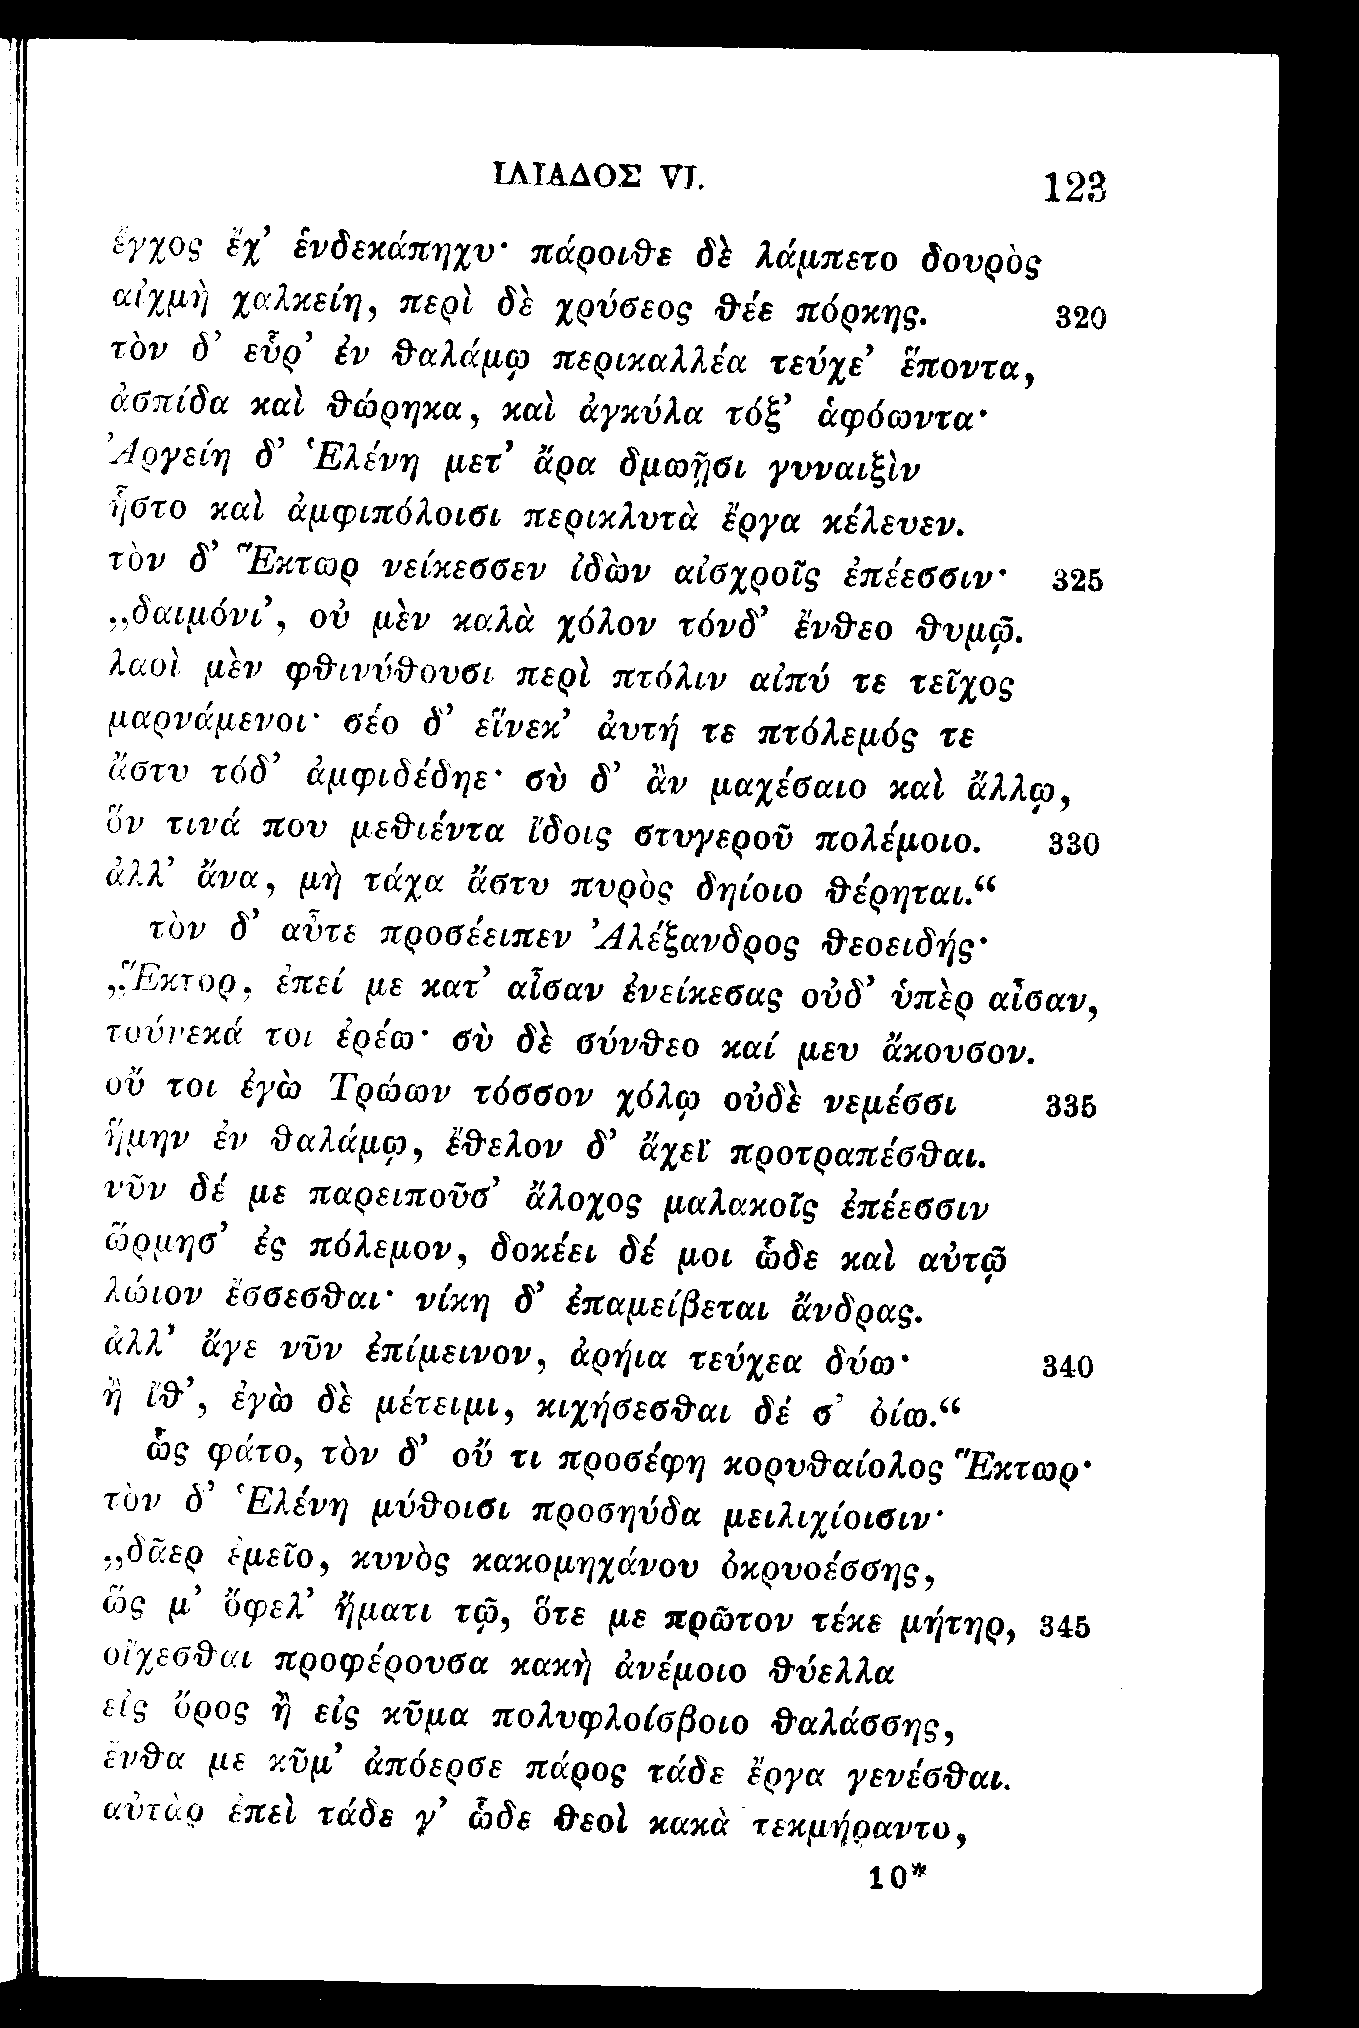 ΙΛΙΑΔΟΣ VI. 123
ἔγχος ἔχ’ ἑνδεκάπηχυ· πάροιθε δὲ λάμπετο δουρὸς
αἰχμὴ χαλκείη, περὶ δὲ χρύσεος θέε πόρκης. 320
τὸν δ’ εὗρ’ ἐν θαλάμῳ περικαλλέα τεύχε’ ἕποντα,
ἀσπίδα καὶ θώρηκα, καὶ ἀγκύλα τόξ’ ἁφόωντα·
Ἀργείη δ’ Ἑλένη μετ’ ἄρα δμωῇσι γυναιξὶν
ἧστο καὶ ἀμφιπόλοισι περικλυτὰ ἔργα κέλευεν.
τὸν δ’ Ἕκτωρ νείκεσσεν ἰδὼν αἰσχροῖς ἐπέεσσιν· 325
„δαιμόνι’, οὐ μὲν καλὰ χόλον τόνδ’ ἔνθεο θυμῷ.
λαοὶ μὲν φθινύθουσι περὶ πτόλιν αἰπύ τε τεῖχος
μαρνάμενοι· σέο δ’ εἵνεκ’ ἀυτή τε πτόλεμός τε
ἄστυ τόδ’ ἀμφιδέδηε· σὺ δ’ ἂν μαχέσαιο καὶ ἄλλῳ,
ὅν τινά που μεθιέντα ἴδοις στυγεροῦ πολέμοιο. 330
ἀλλ’ ἄνα, μὴ τάχα ἄστυ πυρὸς δηίοιο θέρηται.“
τὸν δ’ αὖτε προσέειπεν Ἀλέξανδρος θεοειδής·
„Ἕκτορ, ἐπεί με κατ’ αἶσαν ἐνείκεσας οὐδ’ ὑπὲρ αἶσαν,
τούνεκά τοι ἐρέω· σὺ δὲ σύνθεο καί μευ ἄκουσον.
οὔ τοι ἐγὼ Τρώων τόσσον χόλῳ οὐδὲ νεμέσσι 335
ἥμην ἐν θαλάμῳ, ἔθελον δ’ ἄχεϊ προτραπέσθαι.
νῦν δέ με παρειποῦσ’ ἄλοχος μαλακοῖς ἐπέεσσιν
ὥρμησ’ ἐς πόλεμον, δοκέει δέ μοι ὧδε καὶ αὐτῷ
λώιον ἔσσεσθαι· νίκη δ’ ἐπαμείβεται ἄνδρας.
ἀλλ’ ἄγε νῦν ἐπίμεινον, ἀρήια τεύχεα δύω· 340
ἢ ἴθ’, ἐγὼ δὲ μέτειμι, κιχήσεσθαι δέ σ’ ὀίω.“
ὣς φάτο, τὸν δ’ οὔ τι προσέφη κορυθαίολος Ἕκτωρ·
τὸν δ’ Ἑλένη μύθοισι προσηύδα μειλιχίοισιν·
„δᾶερ ἐμεῖο, κυνὸς κακομηχάνου ὀκρυοέσσης,
ὥς μ’ ὄφελ’ ἤματι τῷ, ὅτε με πρῶτον τέκε μήτηρ, 345
οἴχεσθαι προφέρουσα κακὴ ἀνέμοιο θύελλα
εἰς ὄρος ἢ εἰς κῦμα πολυφλοίσβοιο θαλάσσης,
ἔνθα με κῦμ’ ἀπόερσε πάρος τάδε ἔργα γενέσθαι.
αὐτὰρ ἐπεὶ τάδε γ’ ὧδε θεοὶ κακὰ τεκμήραντο,
10*